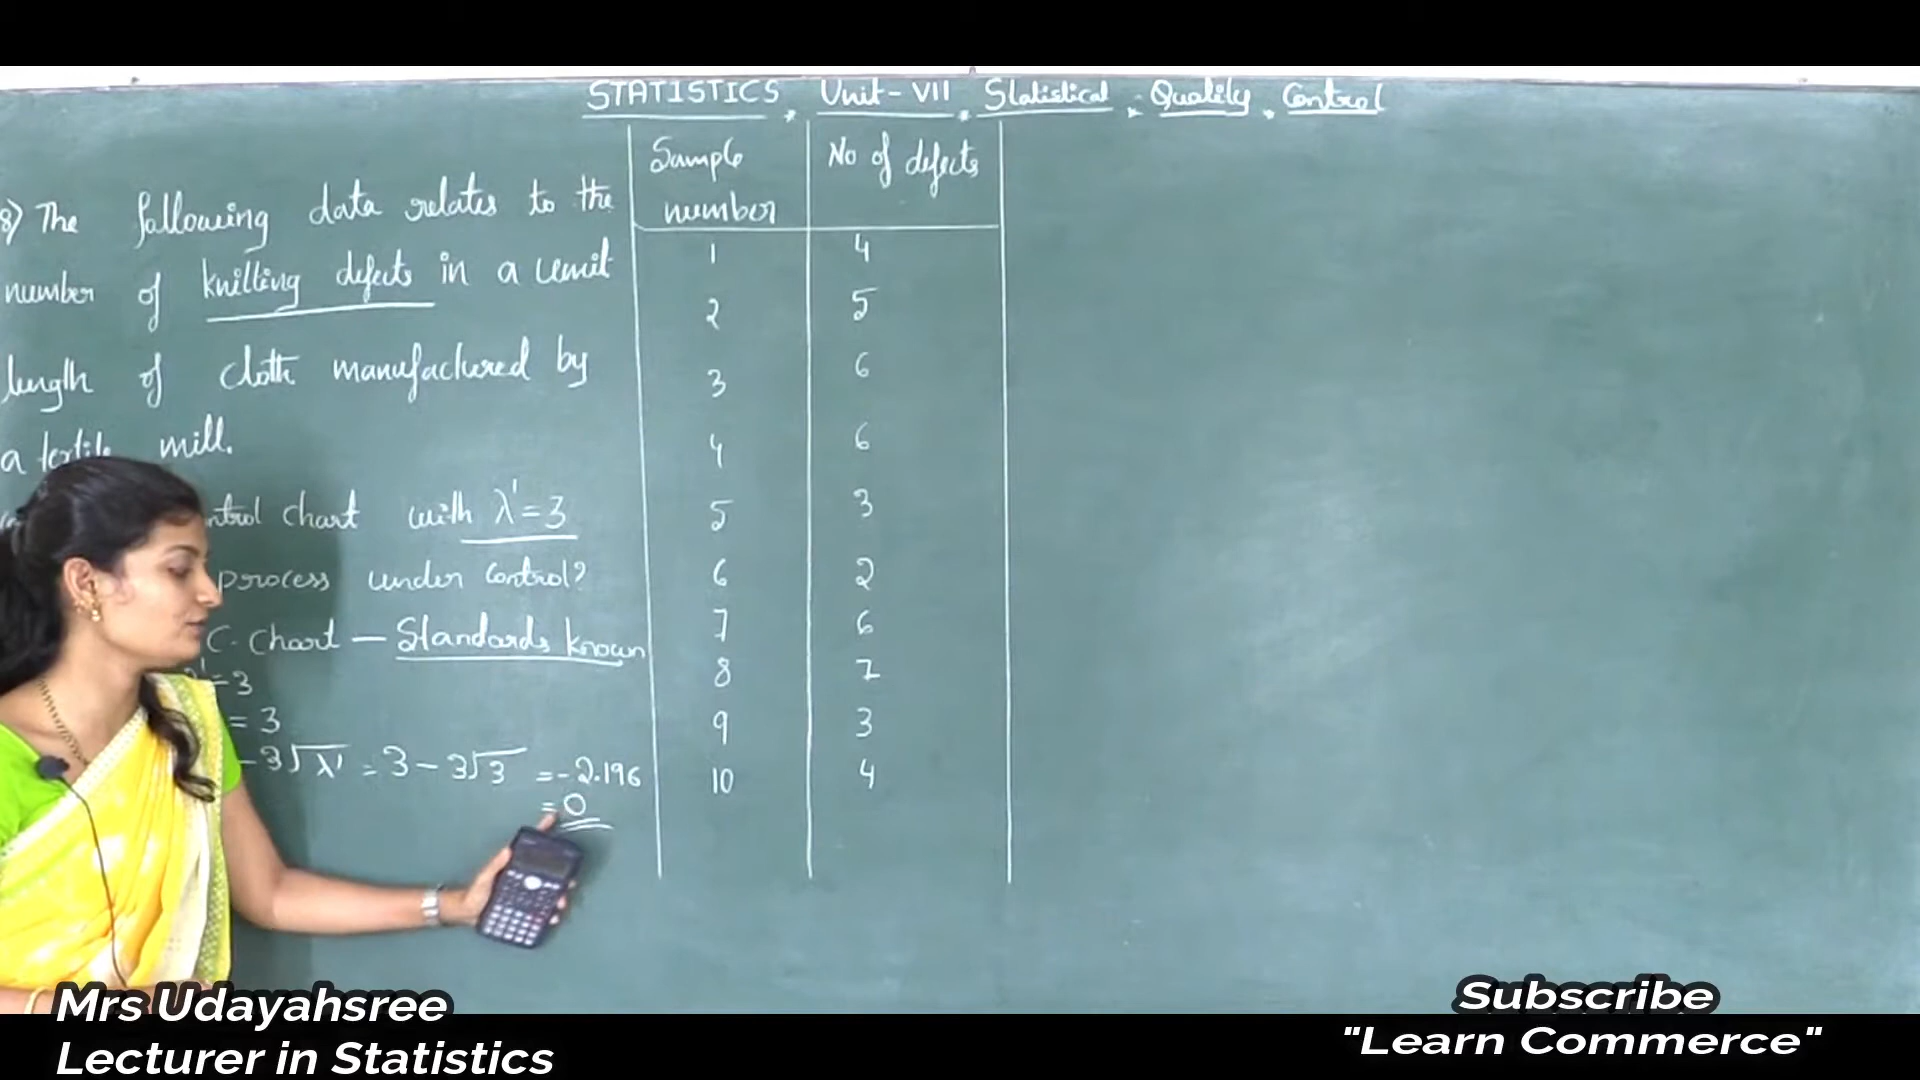 STATISTICS, Unit - VII. Statistical Quality Control
8) The following data relates to the
number of knitting defects in a unit
length of cloth manufactured by
a textile mill.
control chart with λ'=3
process under control?
C. Chart — Standards known
λ'=3
= 3
- 3√λ' = 3 - 3√3 = -2.196
= 0
Sample number No of defects
1 4
2 5
3 6
4 6
5 3
6 2
7 6
8 7
9 3
10 4
Mrs Udayahsree
Lecturer in Statistics
Subscribe
"Learn Commerce"